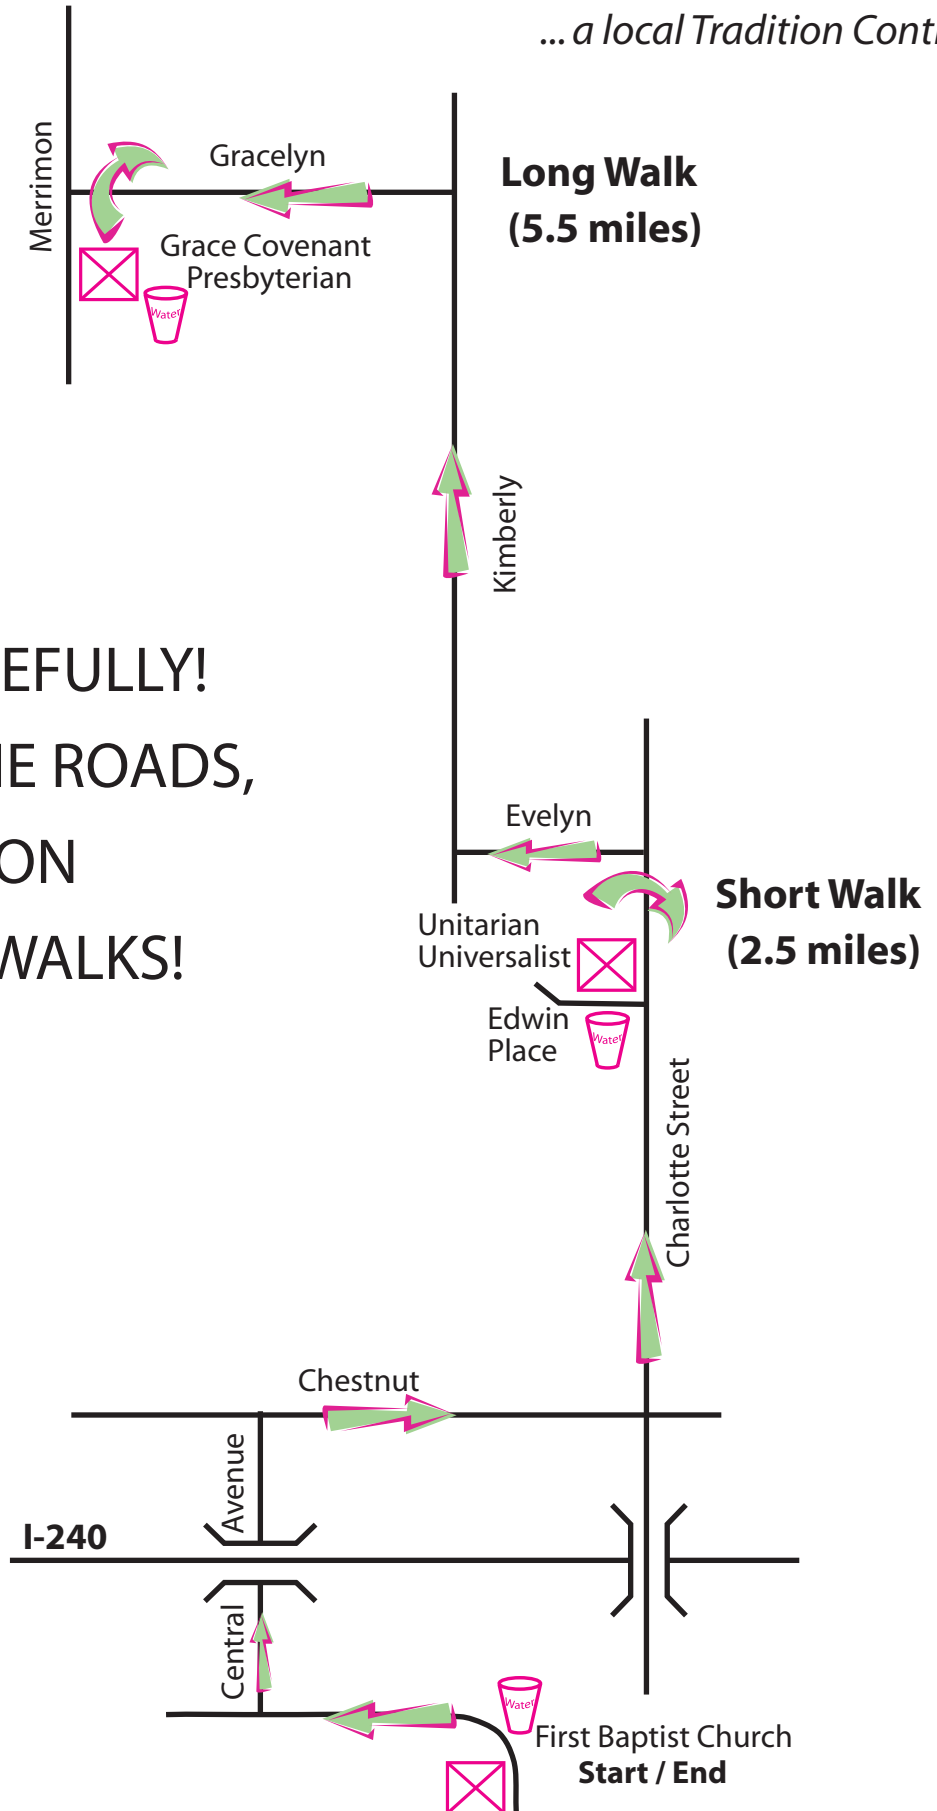 ... a local Tradition Conti
Merrimon
Gracelyn
Long Walk
(5.5 miles)
Grace Covenant
Presbyterian
Water
Kimberly
EFULLY!
E ROADS,
ON
WALKS!
Evelyn
Short Walk
(2.5 miles)
Unitarian
Universalist
Edwin
Place
Water
Charlotte Street
Chestnut
Avenue
I-240
Central
Water
First Baptist Church
Start / End